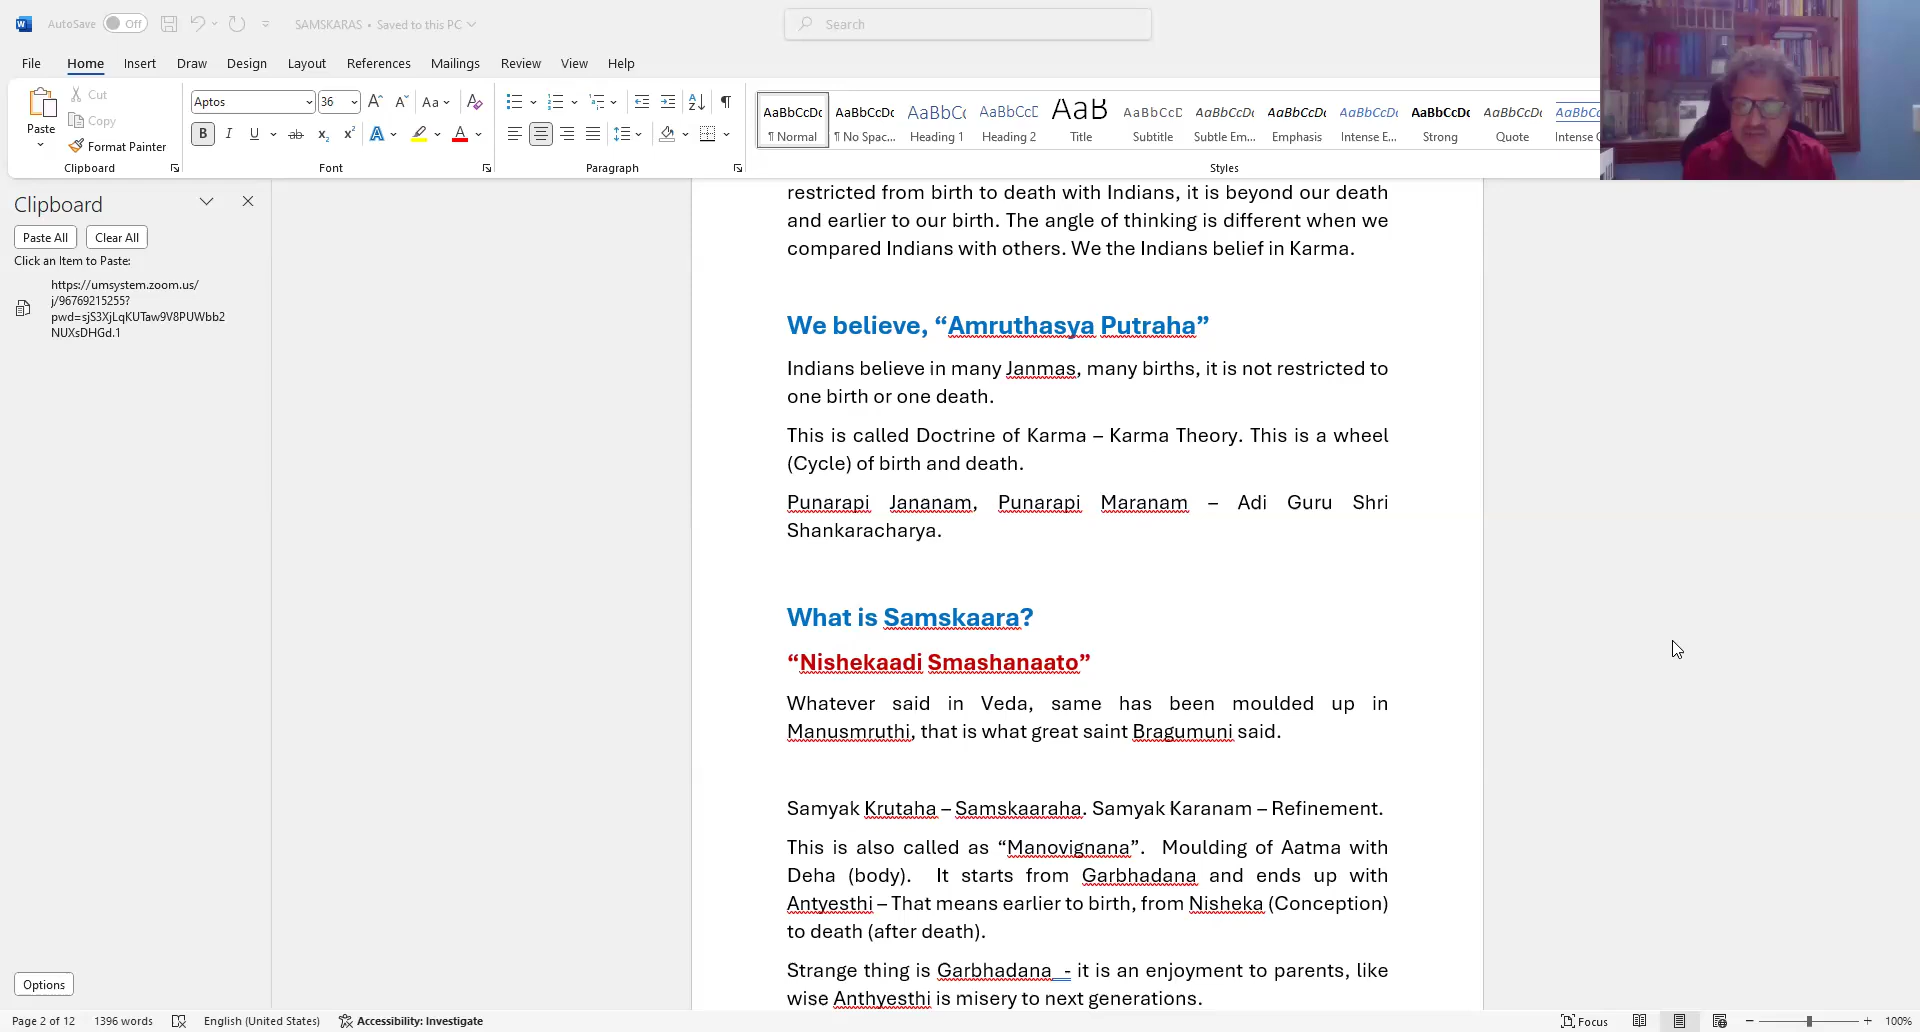 AutoSave Off SAMSKARAS • Saved to this PC Search
File Home Insert Draw Design Layout References Mailings Review View Help
Paste Cut Copy Format Painter
Clipboard
Aptos 36
Font
Paragraph
AaBbCcDc AaBbCcDc AaBbC( AaBbCcD AaB AaBbCcD AaBbCcDc AaBbCcDc AaBbCcDc AaBbCcDc AaBbCcDc AaBbCcDc
¶ Normal ¶ No Spac... Heading 1 Heading 2 Title Subtitle Subtle Em... Emphasis Intense E... Strong Quote Intense
Styles
Clipboard
Paste All Clear All
Click an Item to Paste:
https://umsystem.zoom.us/
j/96769215255?
pwd=sjS3XjLqKUTaw9V8PUWbb2
NUXsDHGd.1
Options
restricted from birth to death with Indians, it is beyond our death
and earlier to our birth. The angle of thinking is different when we
compared Indians with others. We the Indians belief in Karma.
We believe, “Amruthasya Putraha”
Indians believe in many Janmas, many births, it is not restricted to
one birth or one death.
This is called Doctrine of Karma – Karma Theory. This is a wheel
(Cycle) of birth and death.
Punarapi Jananam, Punarapi Maranam – Adi Guru Shri
Shankaracharya.
What is Samskaara?
“Nishekaadi Smashanaato”
Whatever said in Veda, same has been moulded up in
Manusmruthi, that is what great saint Bragumuni said.
Samyak Krutaha – Samskaaraha. Samyak Karanam – Refinement.
This is also called as “Manovignana”. Moulding of Aatma with
Deha (body). It starts from Garbhadana and ends up with
Antyesthi – That means earlier to birth, from Nisheka (Conception)
to death (after death).
Strange thing is Garbhadana - it is an enjoyment to parents, like
wise Anthyesthi is misery to next generations.
Page 2 of 12 1396 words English (United States) Accessibility: Investigate Focus 100%